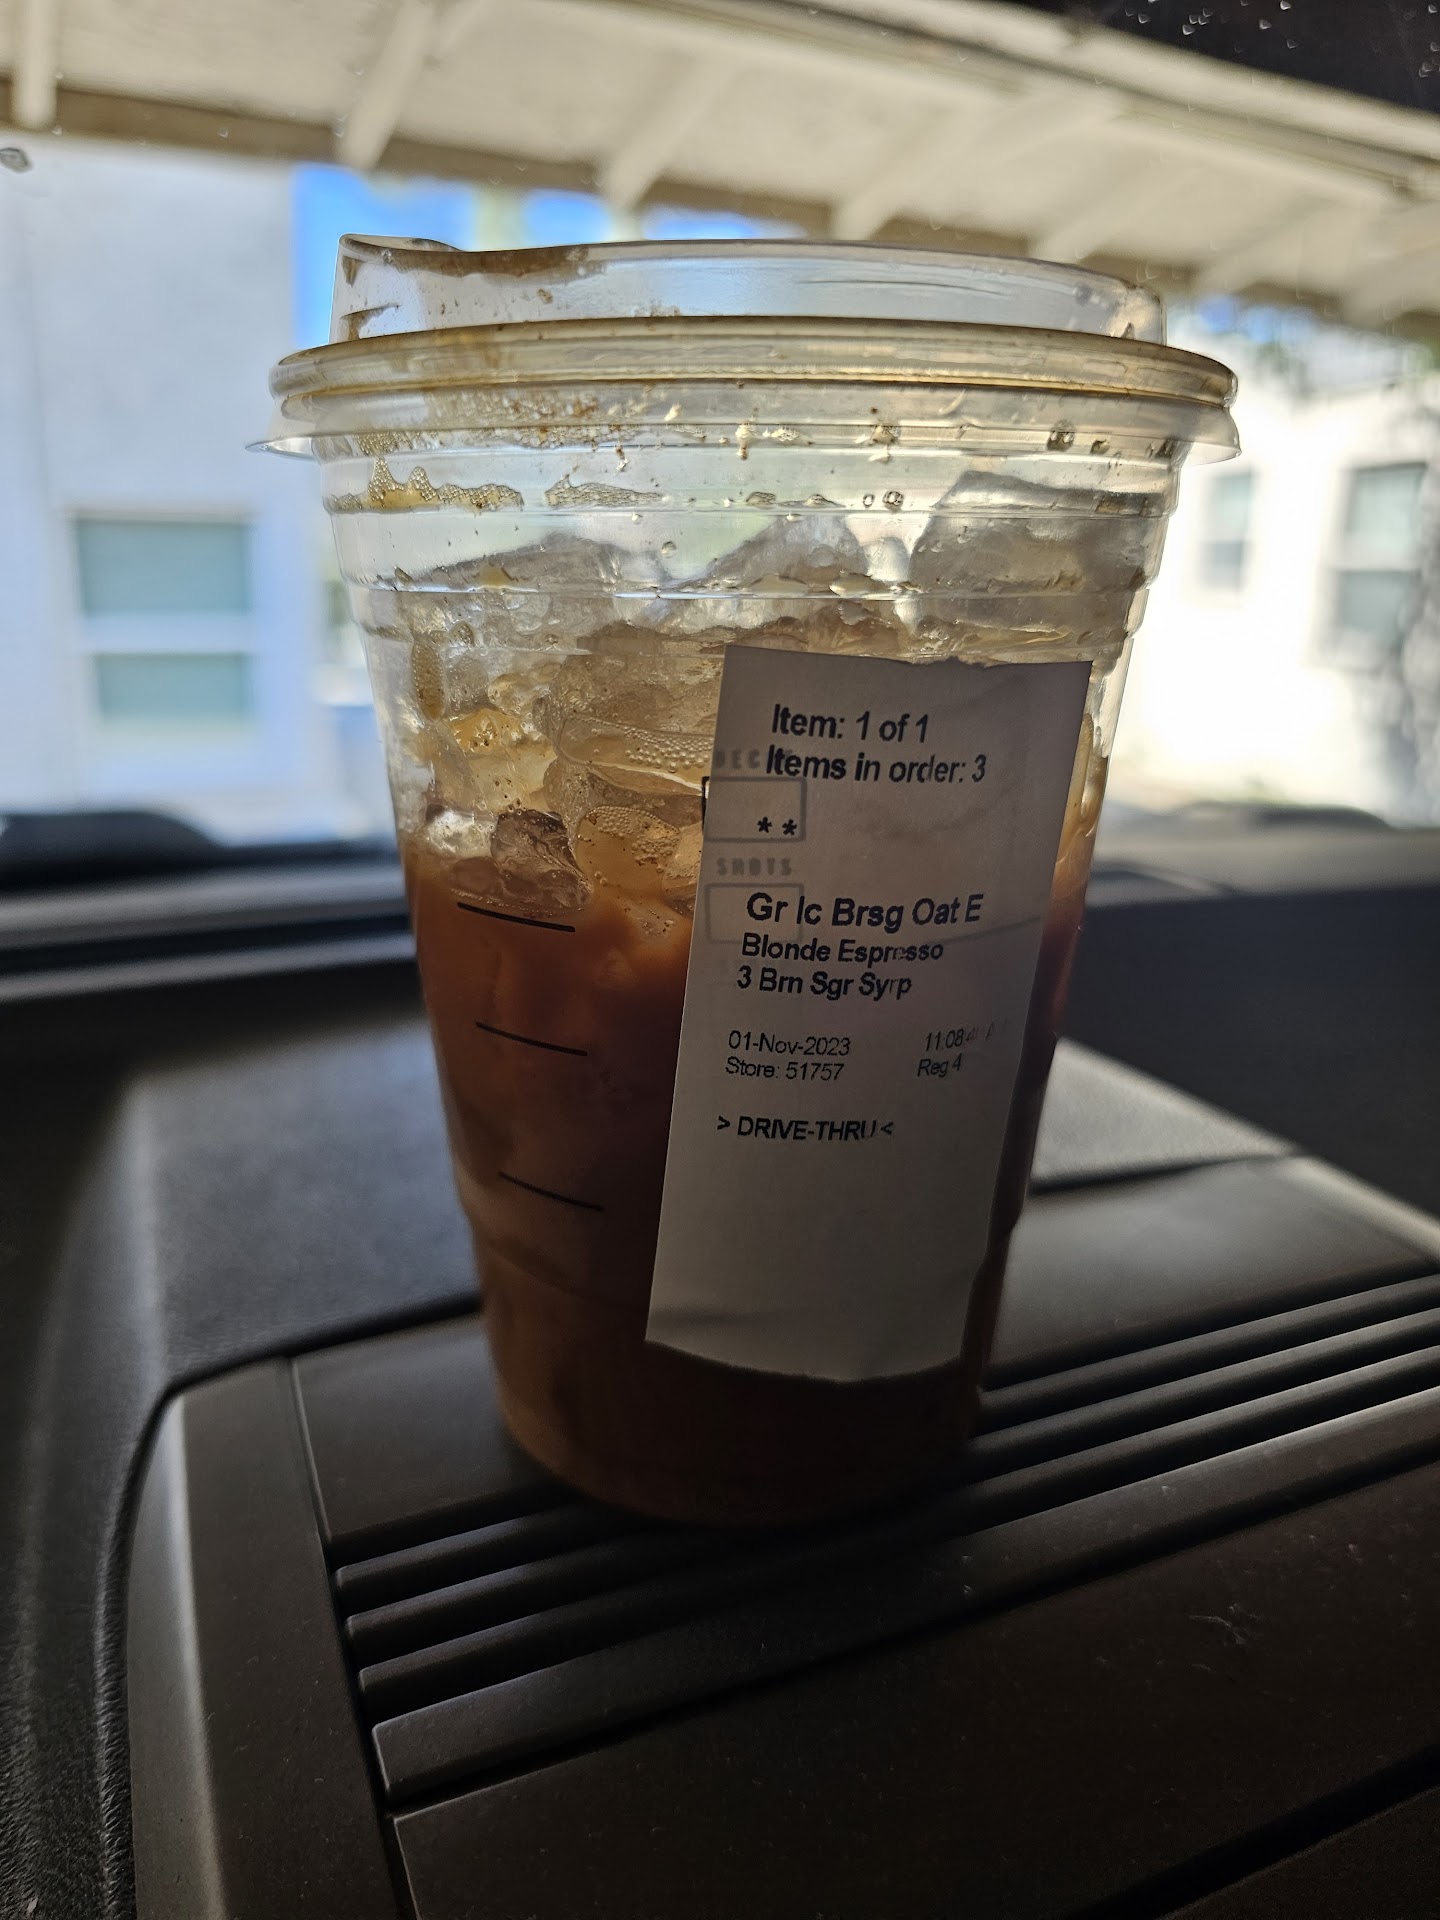 Item: 1 of 1
Items in order: 3
**
SHOTS
Gr Ic Brsg Oat E
Blonde Espresso
3 Brn Sgr Syrp
01-Nov-2023
Store: 51757 Reg 4
> DRIVE-THRU <